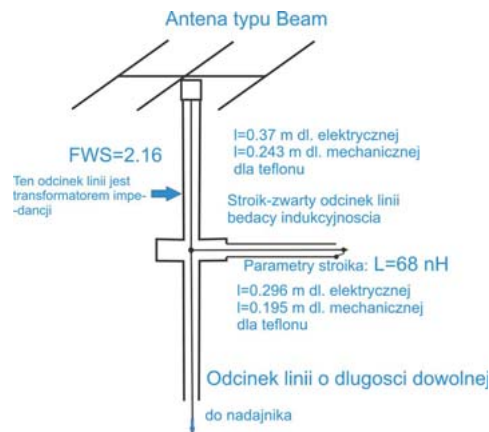 Antena typu Beam
FWS=2.16
Ten odcinek linii jest
transformatorem impe-
-dancji
l=0.37 m dl. elektrycznej
l=0.243 m dl. mechanicznej
dla teflonu
Stroik-zwarty odcinek linii
bedacy indukcyjnoscia
Parametry stroika: L=68 nH
l=0.296 m dl. elektrycznej
l=0.195 m dl. mechanicznej
dla teflonu
Odcinek linii o dlugosci dowolnej
do nadajnika